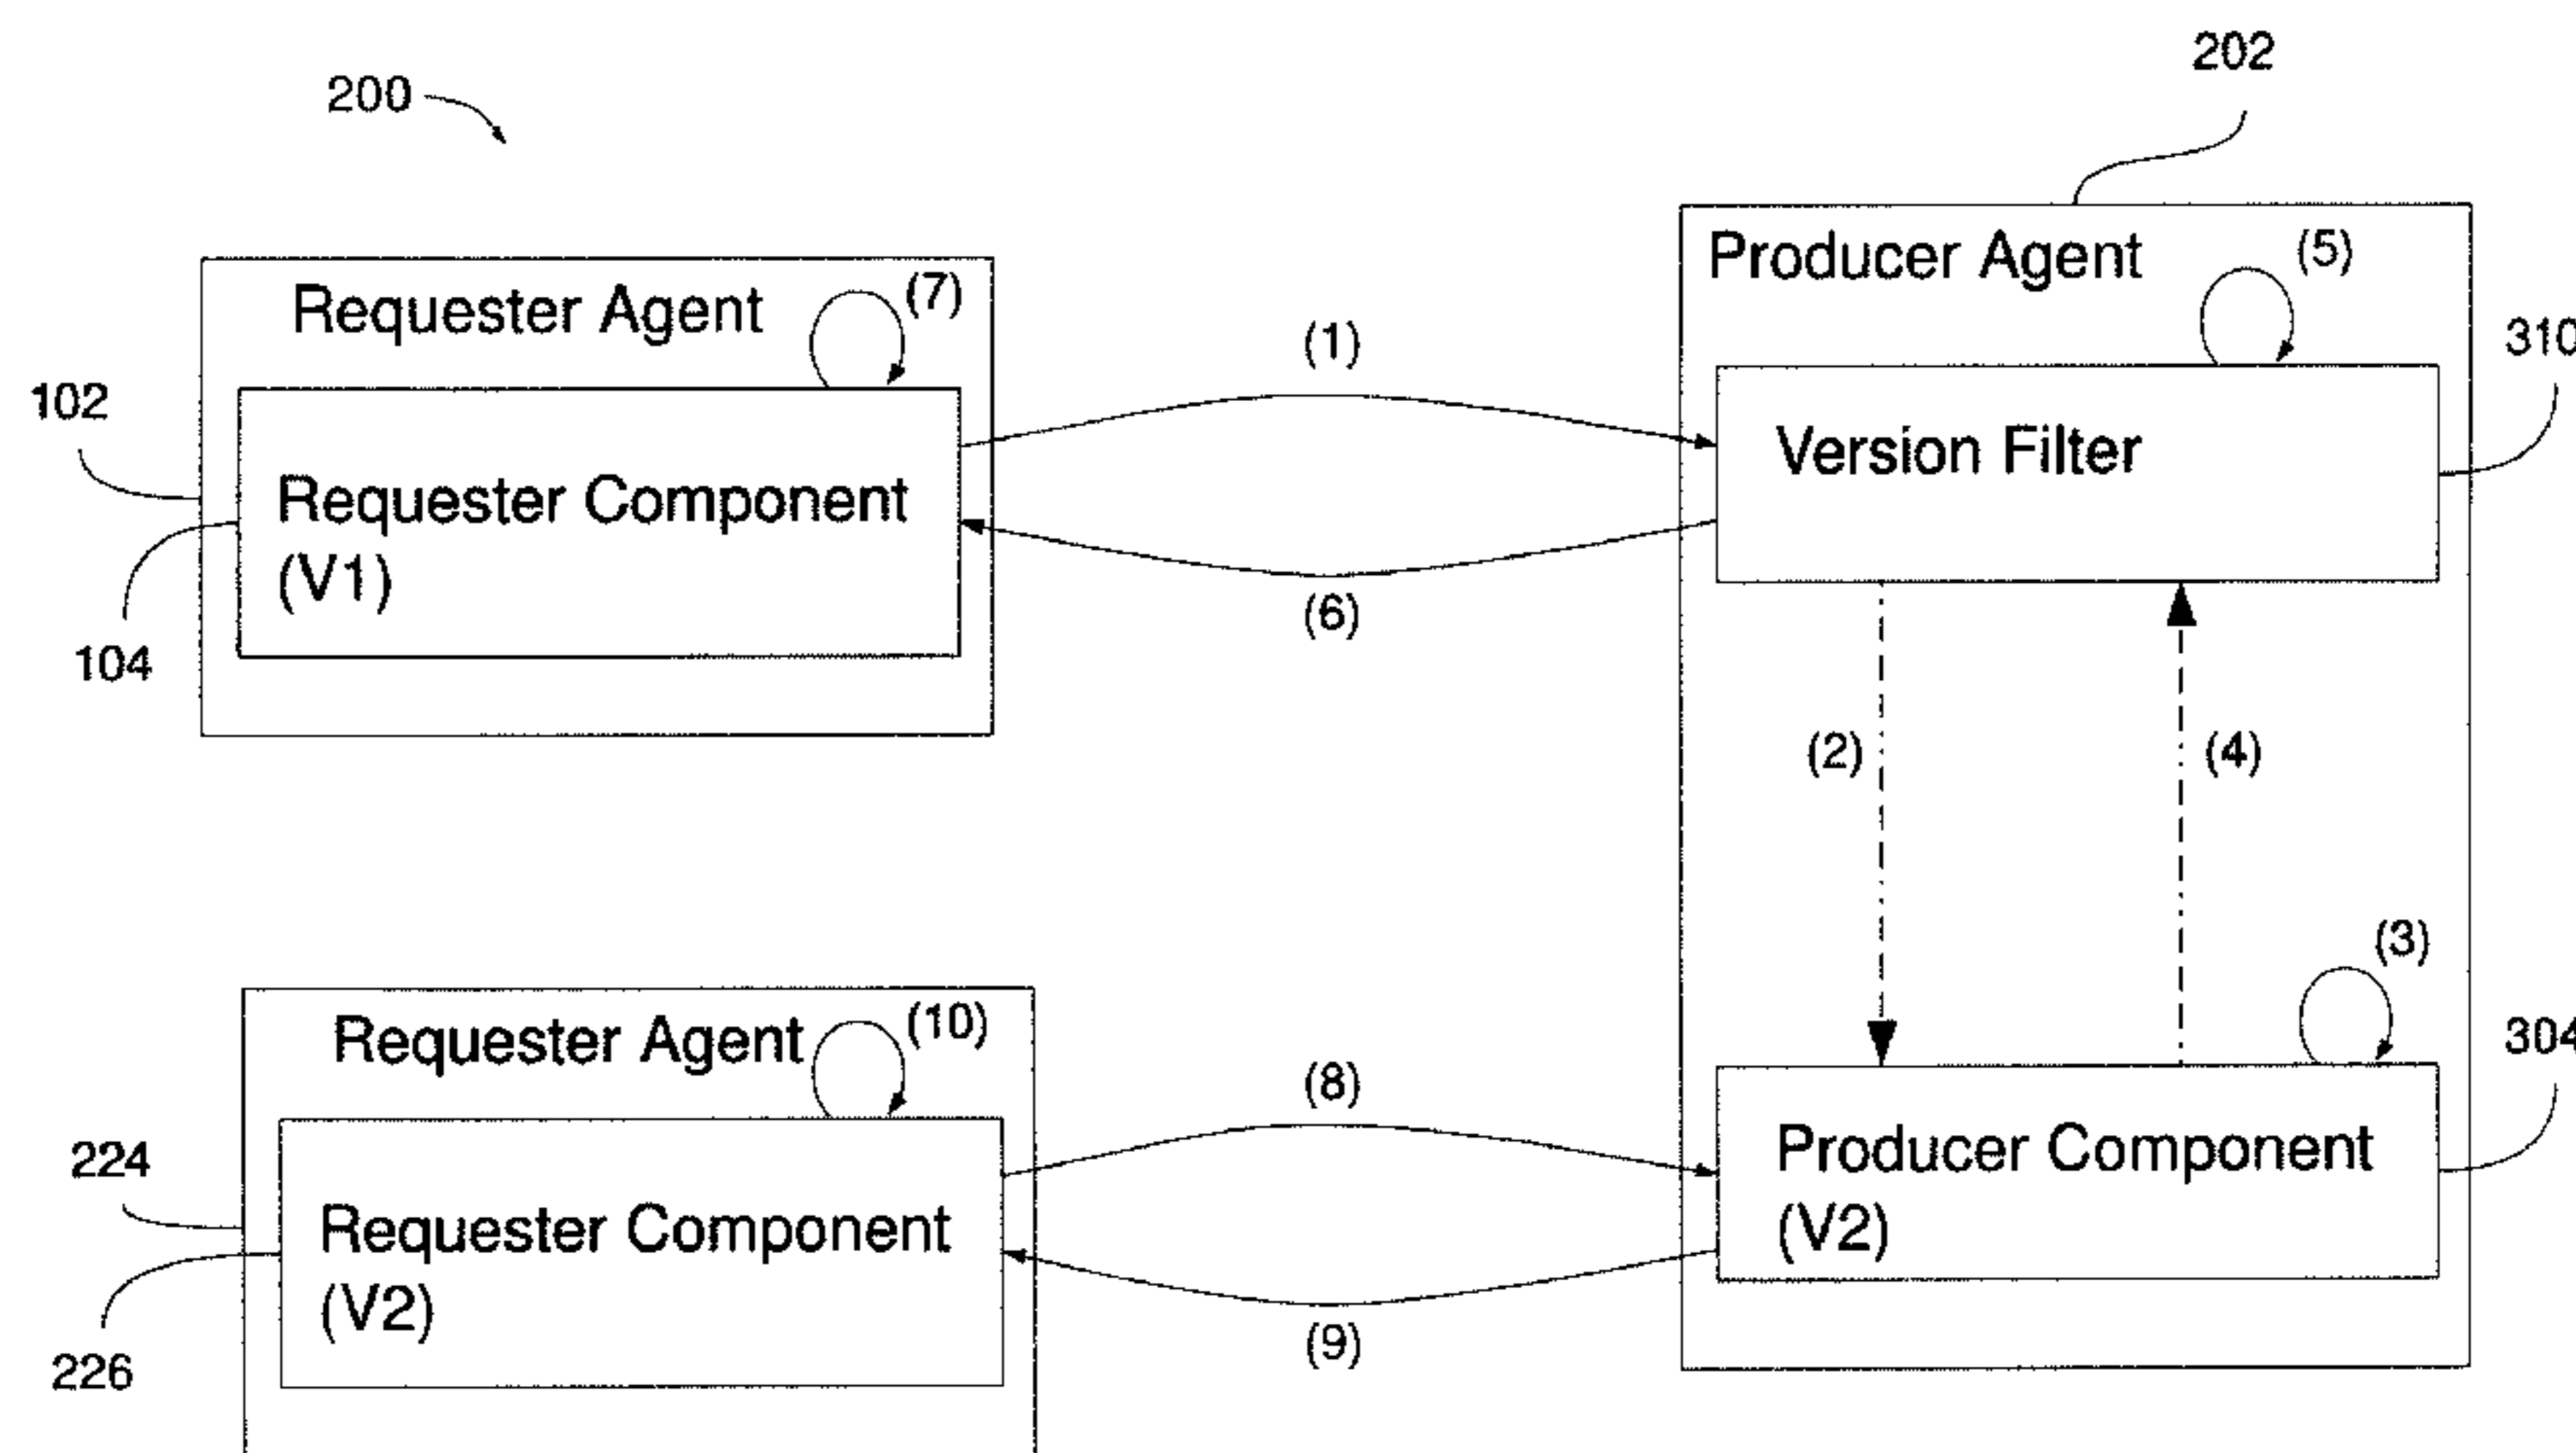 202
200
Producer Agent
(5)
Requester Agent
(7)
(1)
310
102
Version Filter
Requester Component
(V1)
(6)
104
(2)
(4)
(3)
Requester Agent
(10)
304
(8)
Producer Component
(V2)
224
Requester Component
(V2)
(9)
226